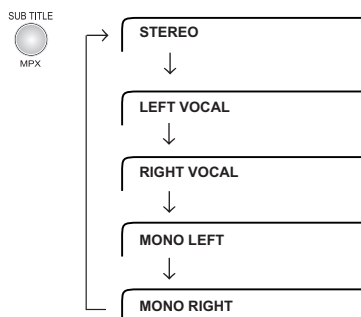 SUB TITLE
MPX
STEREO
LEFT VOCAL
RIGHT VOCAL
MONO LEFT
MONO RIGHT